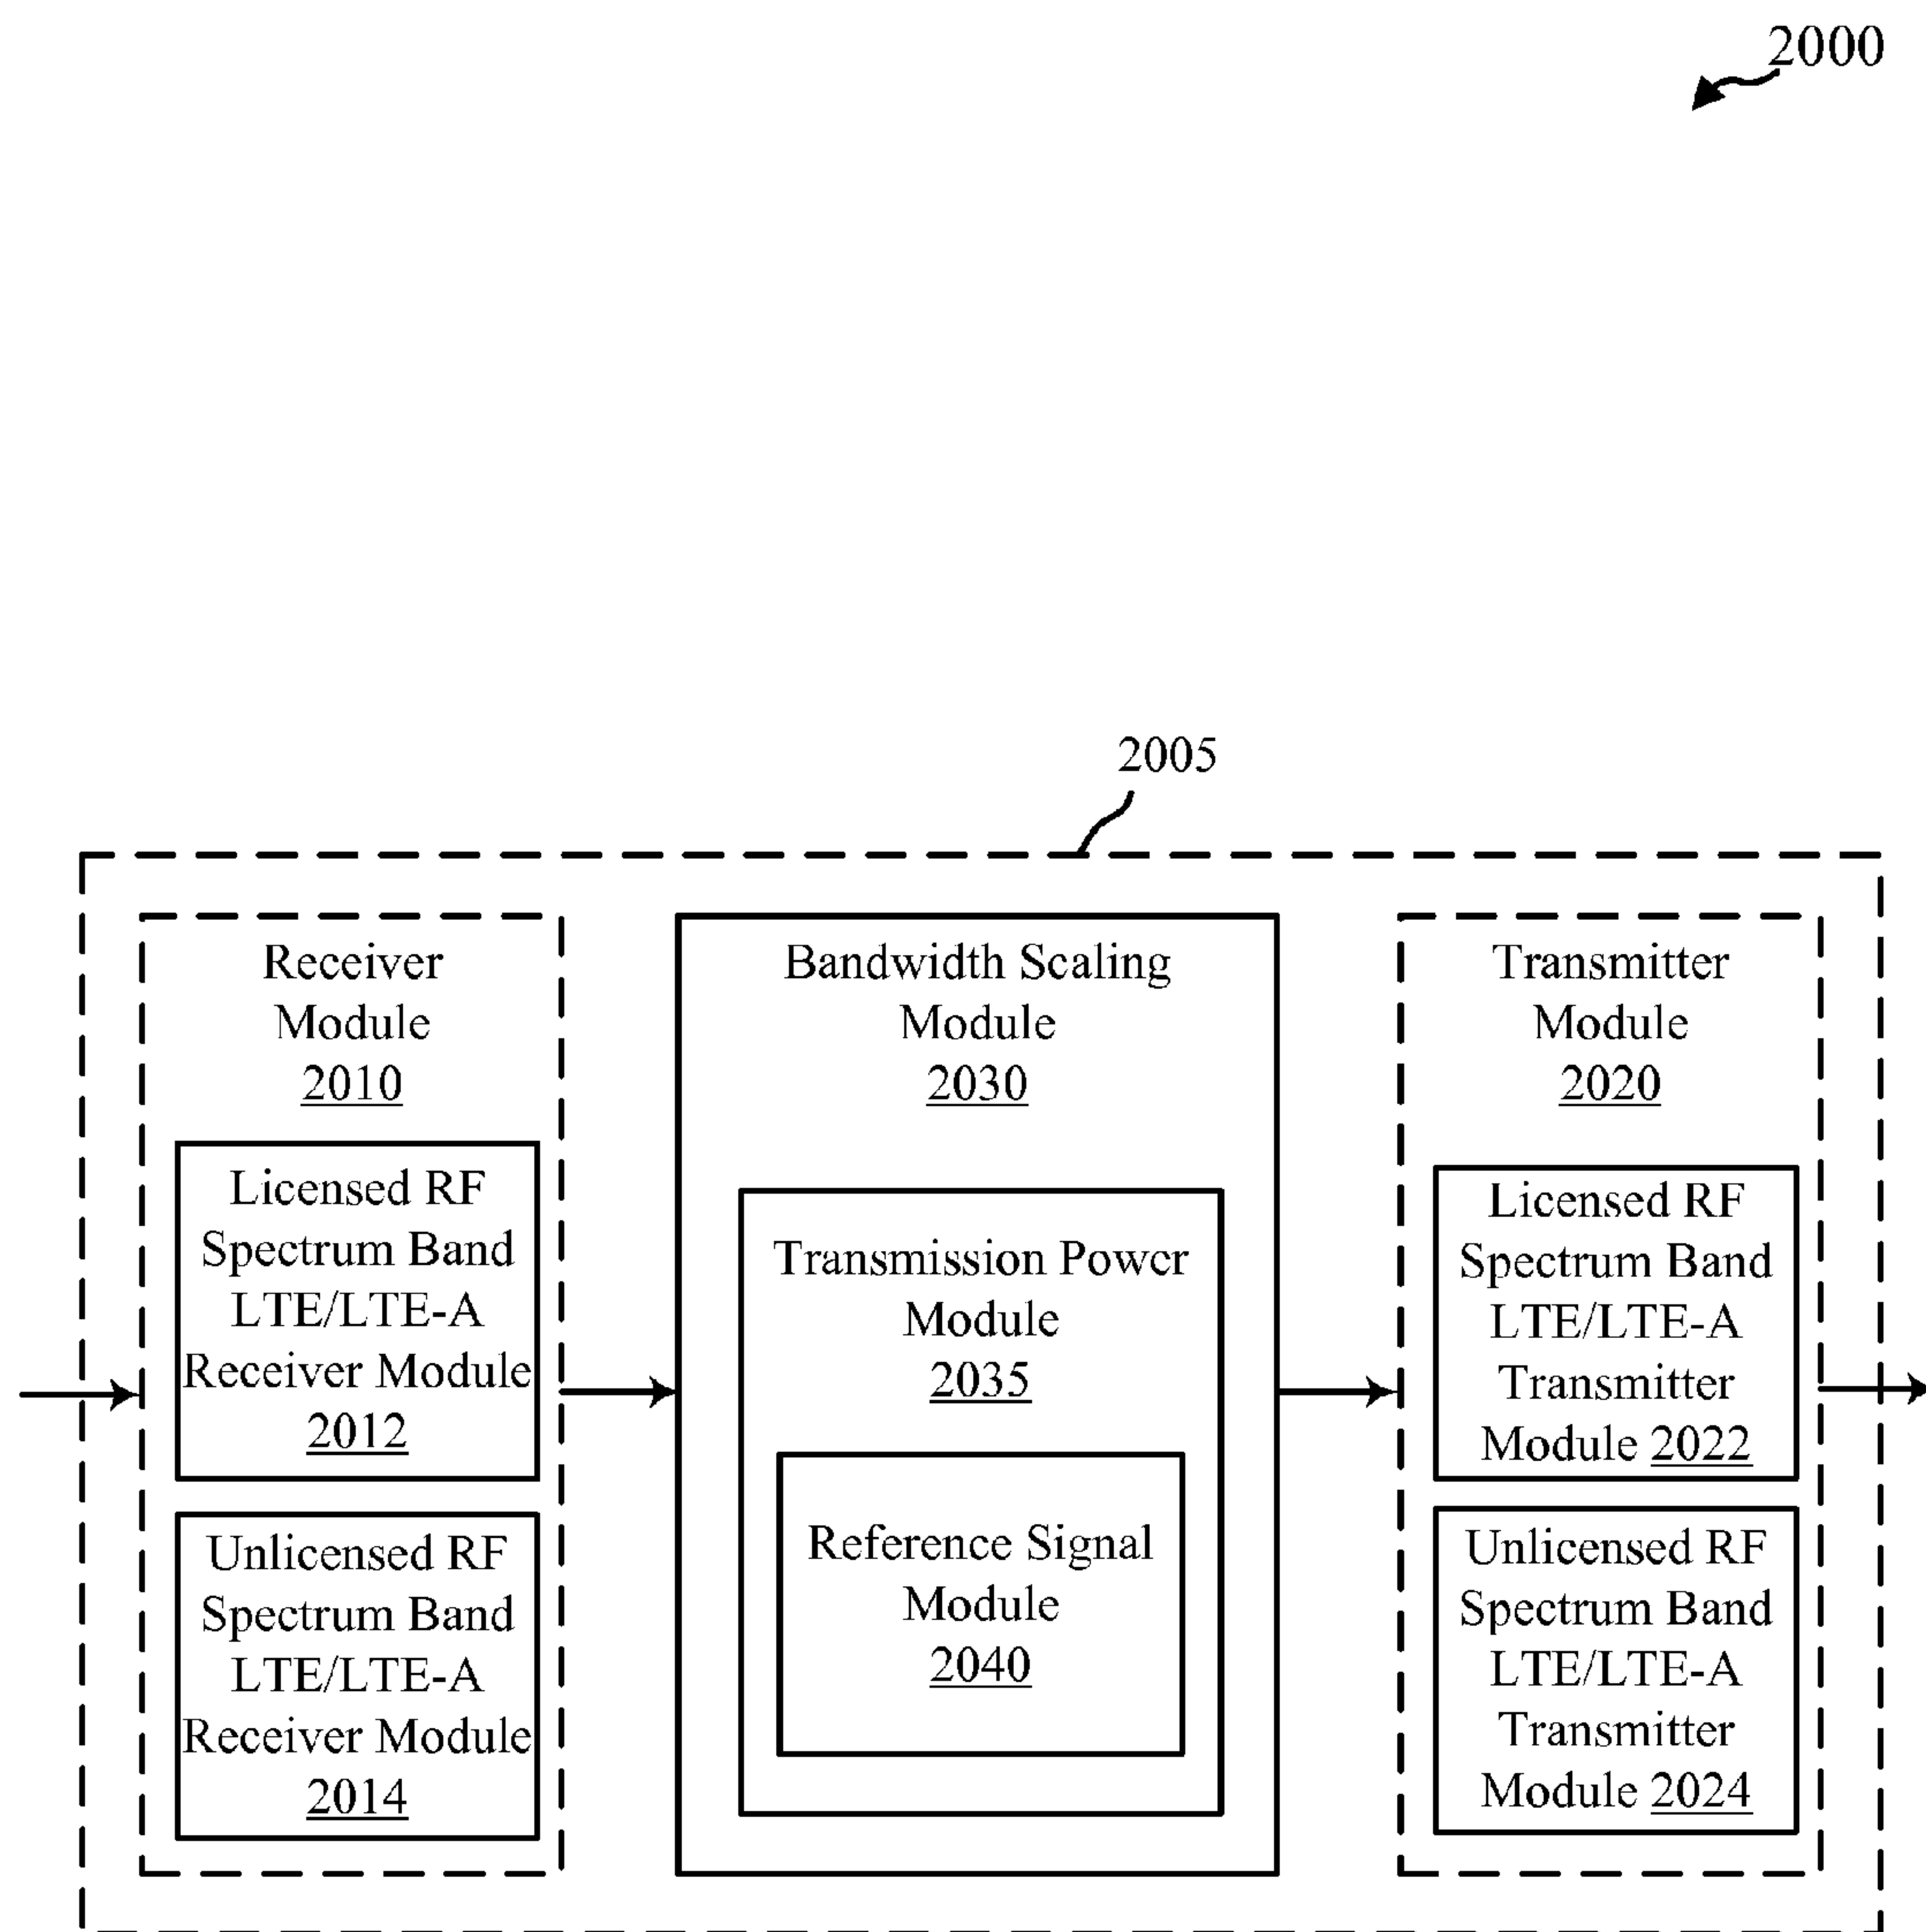 2000
2005
Receiver
Module
2010
Licensed RF
Spectrum Band
LTE/LTE-A
Receiver Module
2012
Unlicensed RF
Spectrum Band
LTE/LTE-A
Receiver Module
2014
Bandwidth Scaling
Module
2030
Transmission Power
Module
2035
Reference Signal
Module
2040
Transmitter
Module
2020
Licensed RF
Spectrum Band
LTE/LTE-A
Transmitter
Module 2022
Unlicensed RF
Spectrum Band
LTE/LTE-A
Transmitter
Module 2024